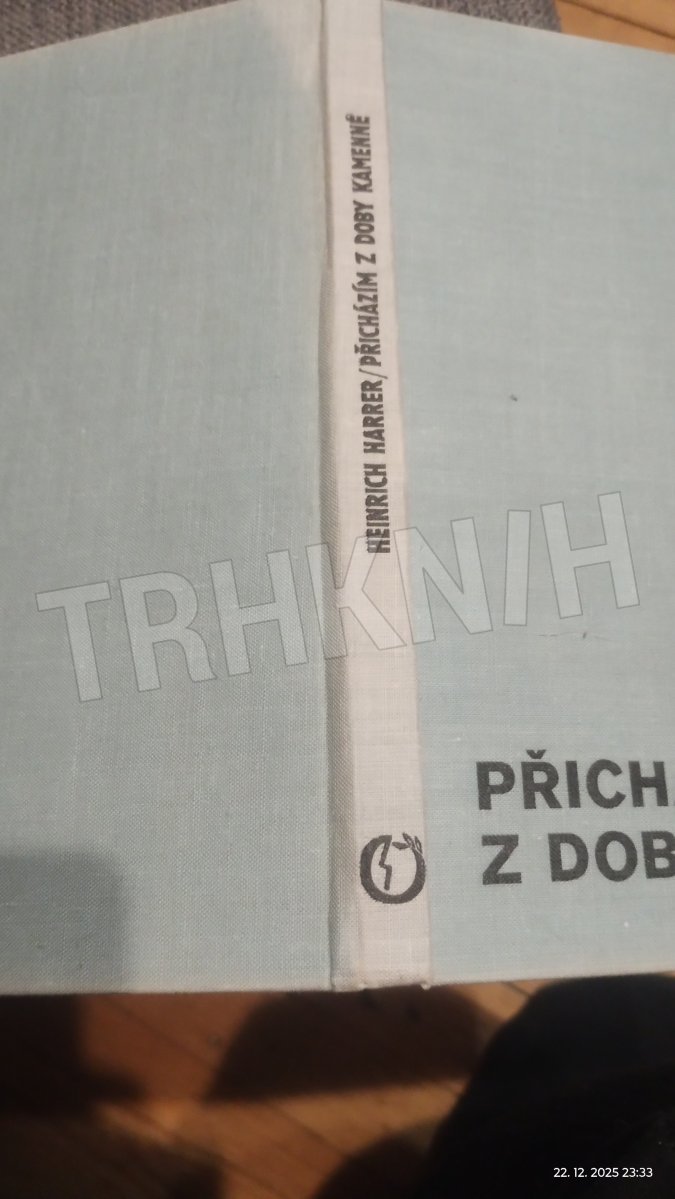 HEINRICH HARRER/PŘICHÁZÍM Z DOBY KAMENNÉ
TRHKNIH
PŘICHÁ
Z DOB
22. 12. 2025 23:33